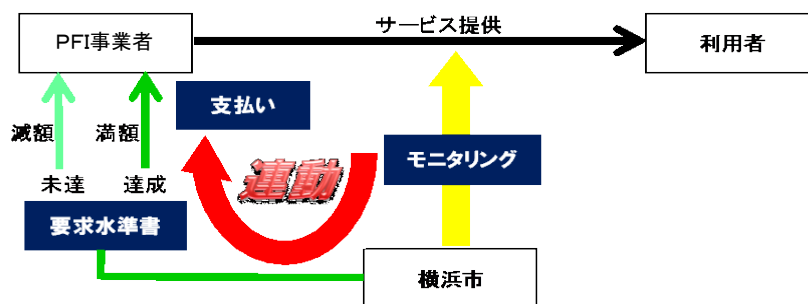 サービス提供
PFI事業者
利用者
支払い
減額
満額
連動
モニタリング
未達
達成
要求水準書
横浜市